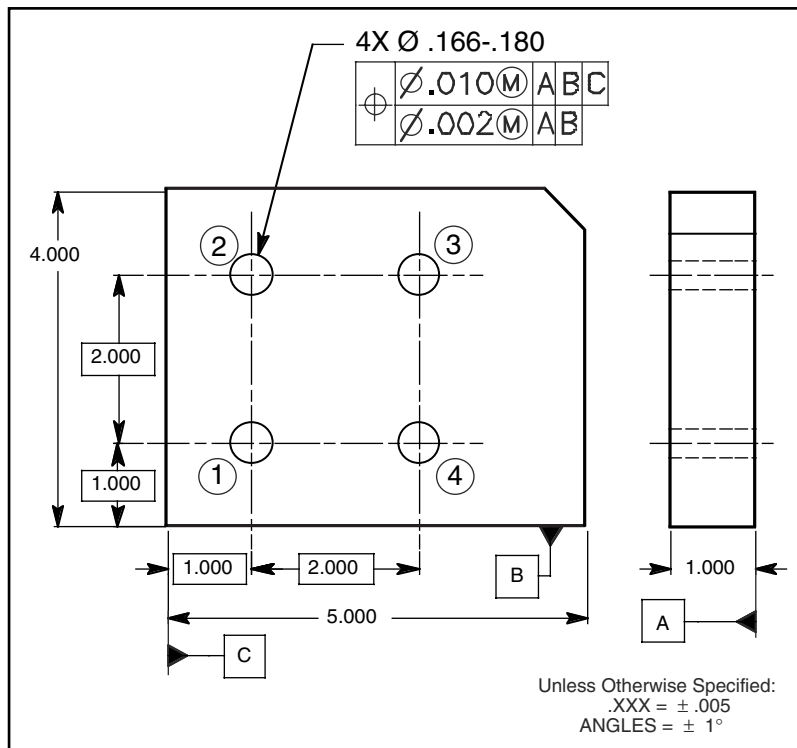 4X Ø .166-.180
⌖ Ø.010Ⓜ A B C
Ø.002Ⓜ A B
4.000
② ③
2.000
1.000
① ④
1.000 2.000
B
1.000
5.000
A
C
Unless Otherwise Specified:
.XXX = ± .005
ANGLES = ± 1°